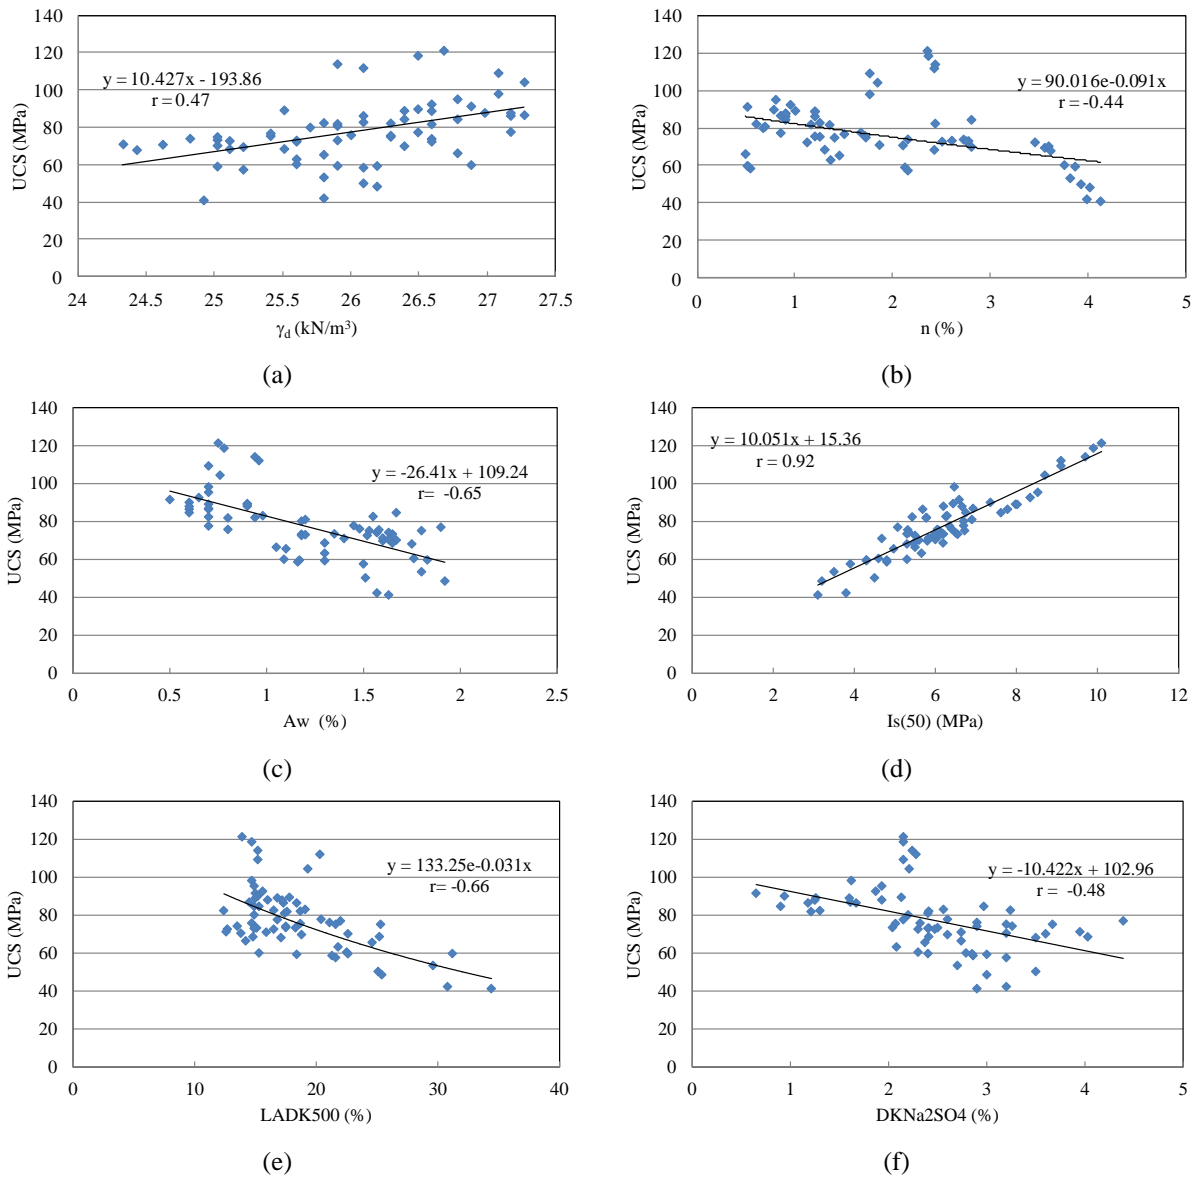 140
120
100
80
60
40
20
0
UCS (MPa)
y = 10.427x - 193.86
r = 0.47
24 24.5 25 25.5 26 26.5 27 27.5
γd (kN/m3)
(a)
140
120
100
80
60
40
20
0
UCS (MPa)
y = 90.016e-0.091x
r = -0.44
0 1 2 3 4 5
n (%)
(b)
140
120
100
80
60
40
20
0
UCS (MPa)
y = -26.41x + 109.24
r= -0.65
0 0.5 1 1.5 2 2.5
Aw (%)
(c)
140
120
100
80
60
40
20
0
UCS (MPa)
y = 10.051x + 15.36
r = 0.92
0 2 4 6 8 10 12
Is(50) (MPa)
(d)
140
120
100
80
60
40
20
0
UCS (MPa)
y = 133.25e-0.031x
r= -0.66
0 10 20 30 40
LADK500 (%)
(e)
140
120
100
80
60
40
20
0
UCS (MPa)
y = -10.422x + 102.96
r = -0.48
0 1 2 3 4 5
DKNa2SO4 (%)
(f)